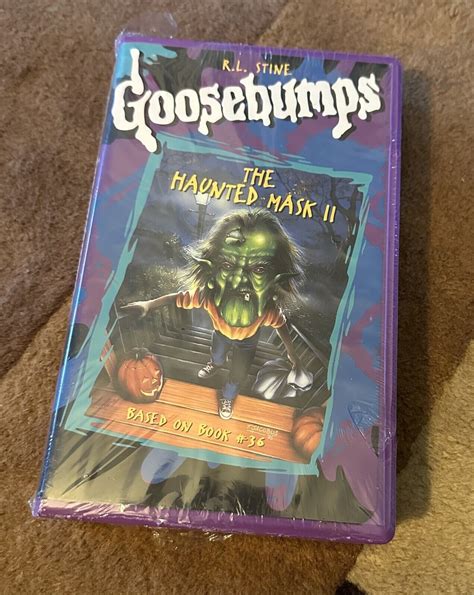 R.L. STINE
Goosebumps
THE
HAUNTED MASK II
BASED ON BOOK #36